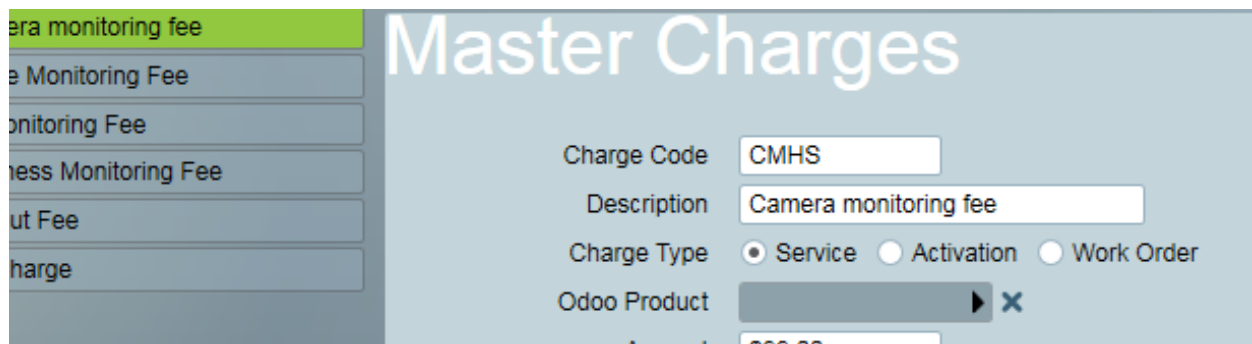 era monitoring fee
e Monitoring Fee
onitoring Fee
ness Monitoring Fee
ut Fee
harge
Master Charges
Charge Code CMHS
Description Camera monitoring fee
Charge Type Service Activation Work Order
Odoo Product